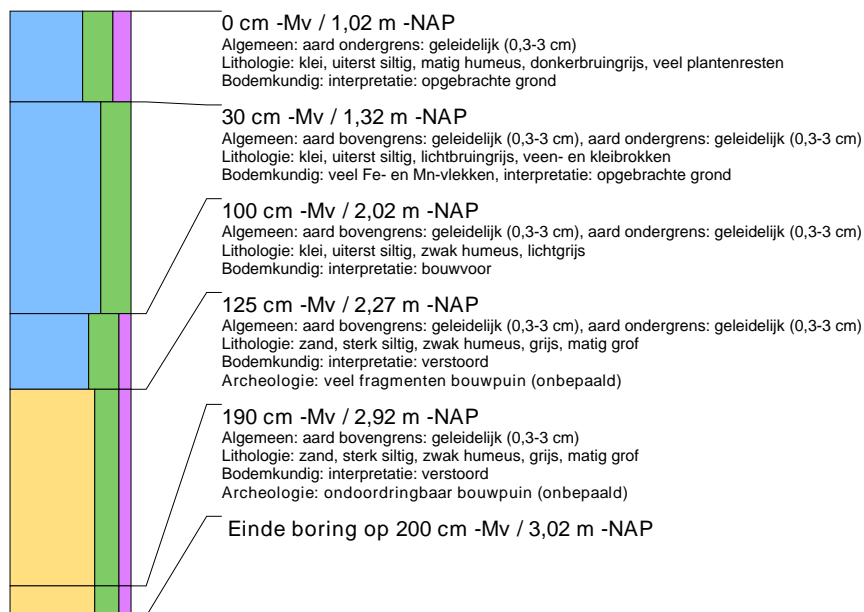 0 cm -Mv / 1,02 m -NAP
Algemeen: aard ondergrens: geleidelijk (0,3-3 cm)
Lithologie: klei, uiterst siltig, matig humeus, donkerbruingrijs, veel plantenresten
Bodemkundig: interpretatie: opgebrachte grond
30 cm -Mv / 1,32 m -NAP
Algemeen: aard bovengrens: geleidelijk (0,3-3 cm), aard ondergrens: geleidelijk (0,3-3 cm)
Lithologie: klei, uiterst siltig, lichtbruingrijs, veen- en kleibrokken
Bodemkundig: veel Fe- en Mn-vlekken, interpretatie: opgebrachte grond
100 cm -Mv / 2,02 m -NAP
Algemeen: aard bovengrens: geleidelijk (0,3-3 cm), aard ondergrens: geleidelijk (0,3-3 cm)
Lithologie: klei, uiterst siltig, zwak humeus, lichtgrijs
Bodemkundig: interpretatie: bouwvoor
125 cm -Mv / 2,27 m -NAP
Algemeen: aard bovengrens: geleidelijk (0,3-3 cm), aard ondergrens: geleidelijk (0,3-3 cm)
Lithologie: zand, sterk siltig, zwak humeus, grijs, matig grof
Bodemkundig: interpretatie: verstoord
Archeologie: veel fragmenten bouwpuin (onbepaald)
190 cm -Mv / 2,92 m -NAP
Algemeen: aard bovengrens: geleidelijk (0,3-3 cm)
Lithologie: zand, sterk siltig, zwak humeus, grijs, matig grof
Bodemkundig: interpretatie: verstoord
Archeologie: ondoordringbaar bouwpuin (onbepaald)
Einde boring op 200 cm -Mv / 3,02 m -NAP